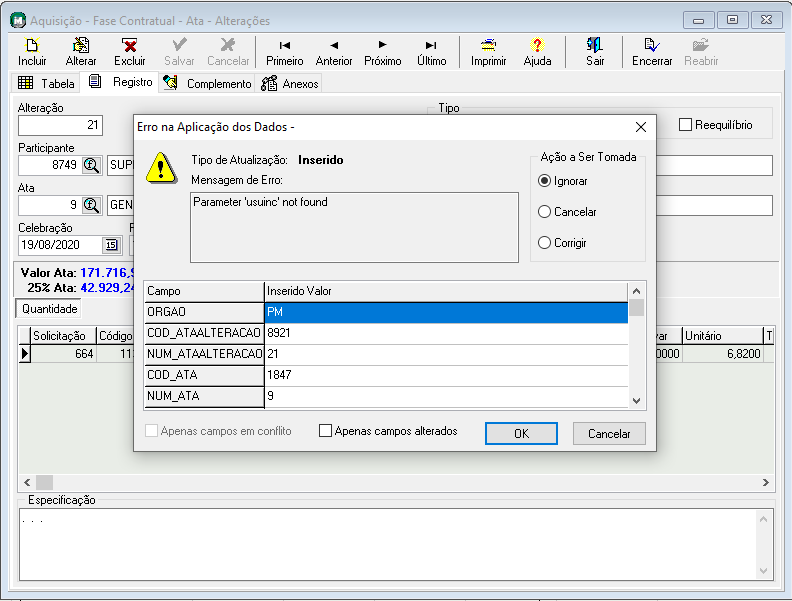 Aquisição - Fase Contratual - Ata - Alterações
Incluir Alterar Excluir Salvar Cancelar Primeiro Anterior Próximo Último Imprimir Ajuda Sair Encerrar Reabrir
Tabela Registro Complemento Anexos
Alteração
21
Tipo
Reequilíbrio
Participante
8749
Ata
9 GEN
Celebração
19/08/2020 15
Valor Ata: 171.716,
25% Ata: 42.929,24
Quantidade
Solicitação Código Unitário T
664 11 0000 6,8200
Erro na Aplicação dos Dados -
Tipo de Atualização: Inserido
Mensagem de Erro:
Parameter 'usuinc' not found
Ação a Ser Tomada
Ignorar
Cancelar
Corrigir
Campo Inserido Valor
ORGAO PM
COD_ATAALTERACAO 8921
NUM_ATAALTERACAO 21
COD_ATA 1847
NUM_ATA 9
Apenas campos em conflito Apenas campos alterados OK Cancelar
Especificação
. . .